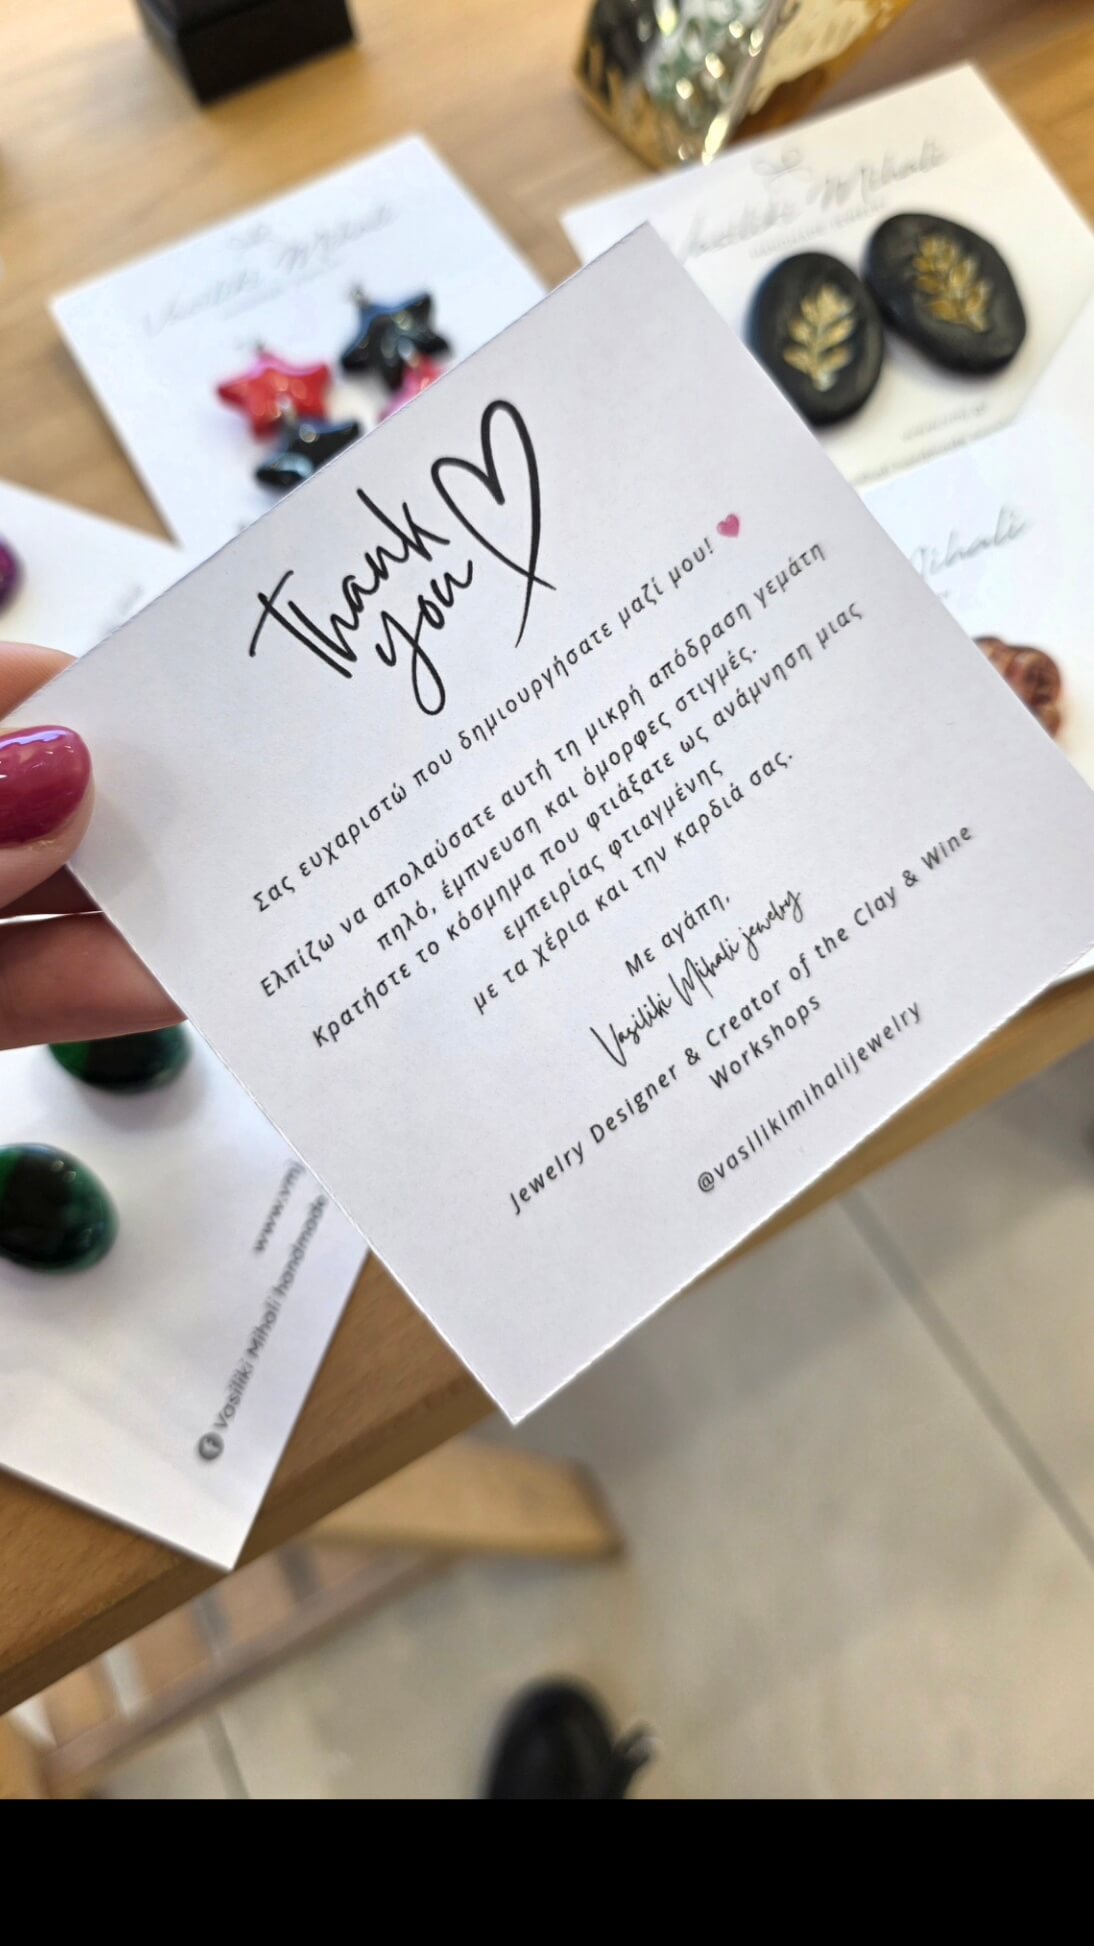 Vasiliki Mihali
Vasiliki Mihali
Mihali
Thank
you
Σας ευχαριστώ που δημιουργήσατε μαζί μου!
Ελπίζω να απολαύσατε αυτή τη μικρή απόδραση γεμάτη
πηλό, έμπνευση και όμορφες στιγμές.
Κρατήστε το κόσμημα που φτιάξατε ως ανάμνηση μιας
εμπειρίας φτιαγμένης
με τα χέρια και την καρδιά σας.
Με αγάπη,
Vasiliki Mihali jewelry
Jewelry Designer & Creator of the Clay & Wine
Workshops
@vasilikimihalijewelry
www.vmj
Vasiliki Mihali handmade